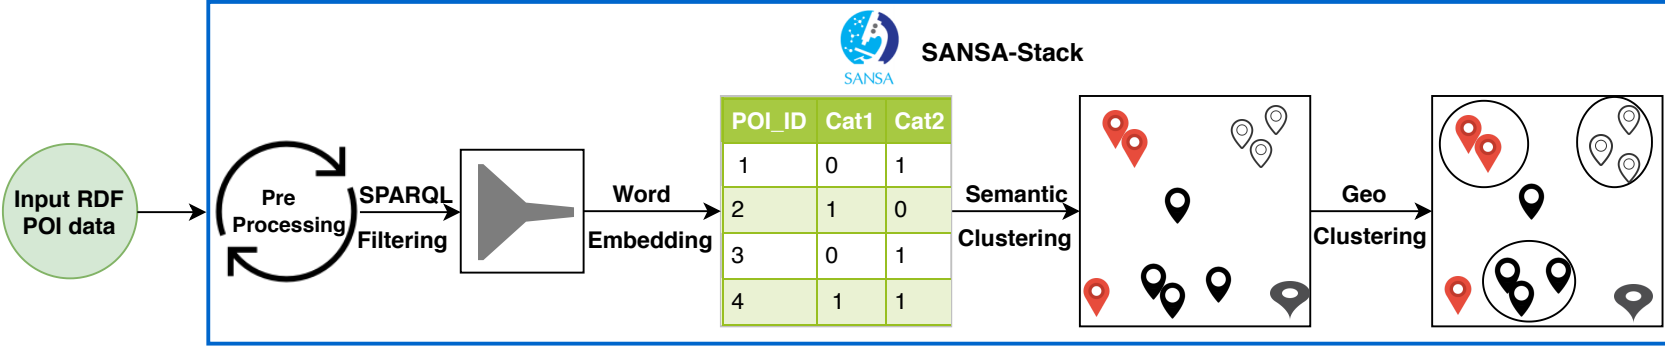 SANSA
SANSA-Stack
Input RDF
POI data
Pre
Processing
SPARQL
Filtering
Word
Embedding
POI_ID Cat1 Cat2
1 0 1
2 1 0
3 0 1
4 1 1
Semantic
Clustering
Geo
Clustering